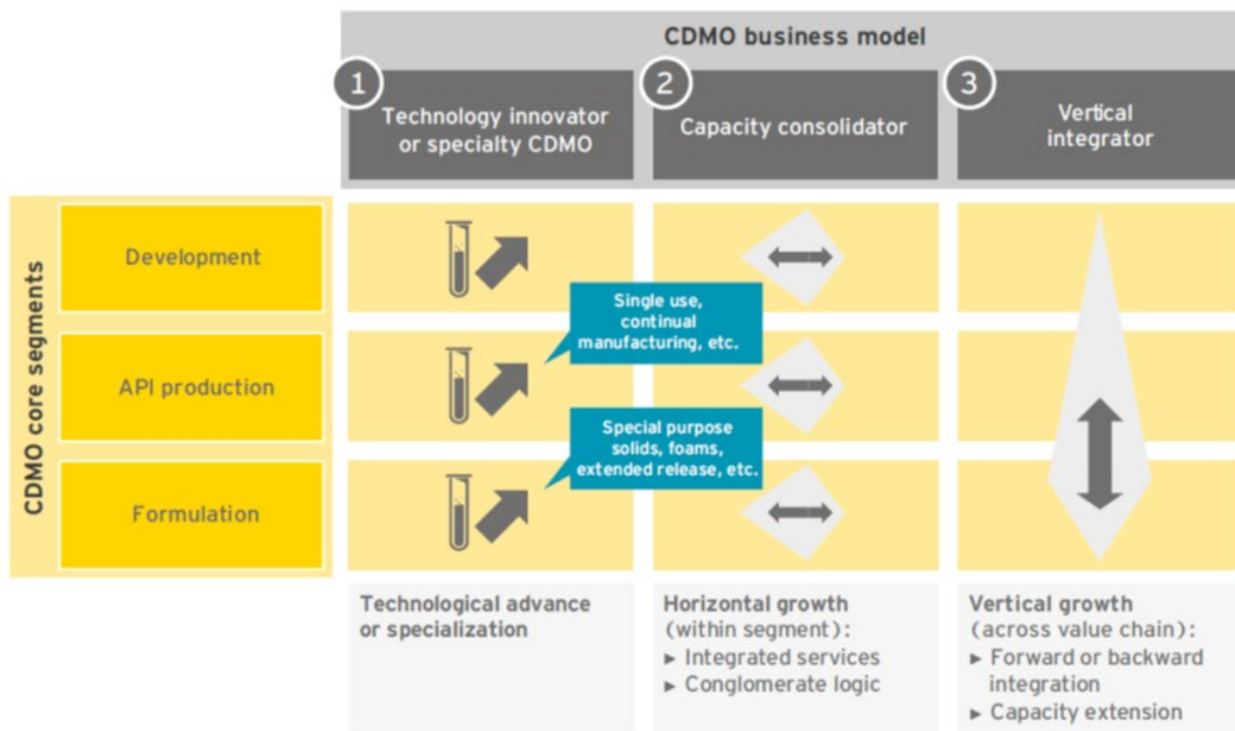 CDMO business model
1
Technology innovator
or specialty CDMO
2
Capacity consolidator
3
Vertical
integrator
CDMO core segments
Development
Single use,
continual
manufacturing, etc.
API production
Special purpose
solids, foams,
extended release, etc.
Formulation
Technological advance
or specialization
Horizontal growth
(within segment):
► Integrated services
► Conglomerate logic
Vertical growth
(across value chain):
► Forward or backward
integration
► Capacity extension